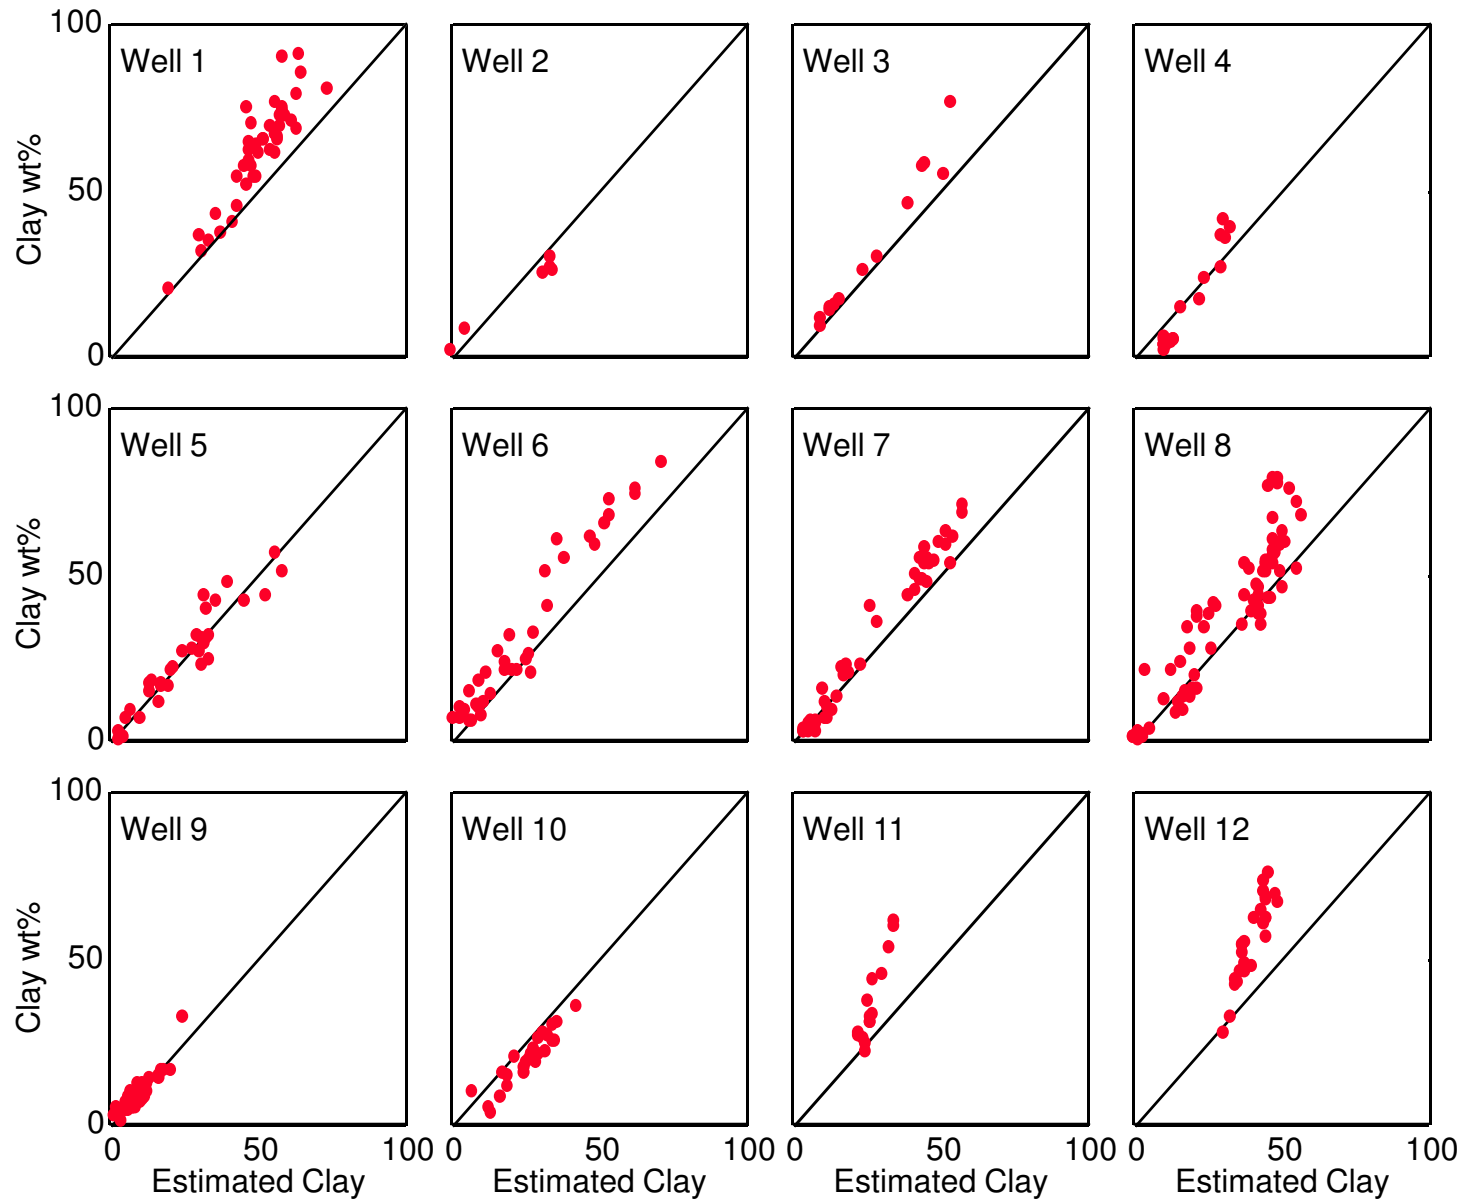 100
Well 1
Well 2
Well 3
Well 4
Clay wt%
50
0
100
Well 5
Well 6
Well 7
Well 8
Clay wt%
50
0
100
Well 9
Well 10
Well 11
Well 12
Clay wt%
50
0
0 50 100 0 50 100 0 50 100 0 50 100
Estimated Clay Estimated Clay Estimated Clay Estimated Clay